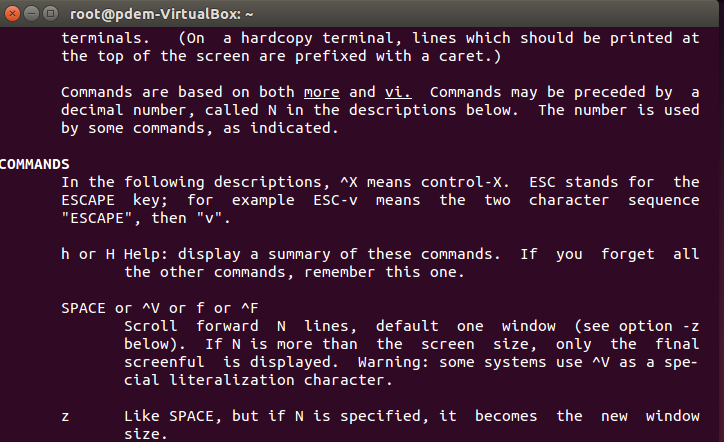 root@pdem-VirtualBox: ~
terminals.   (On  a hardcopy terminal, lines which should be printed at
the top of the screen are prefixed with a caret.)
Commands are based on both more and vi.  Commands may be preceded by  a
decimal number, called N in the descriptions below.  The number is used
by some commands, as indicated.
COMMANDS
In the following descriptions, ^X means control-X.  ESC stands for  the
ESCAPE  key;  for  example  ESC-v  means  the  two  character  sequence
"ESCAPE", then "v".
h or H Help: display a summary of these commands.  If  you  forget  all
the other commands, remember this one.
SPACE or ^V or f or ^F
Scroll  forward  N  lines,  default  one  window  (see option -z
below).  If N is more than  the  screen  size,  only  the  final
screenful  is displayed.  Warning: some systems use ^V as a spe-
cial literalization character.
z      Like SPACE, but if N is specified, it  becomes  the  new  window
size.